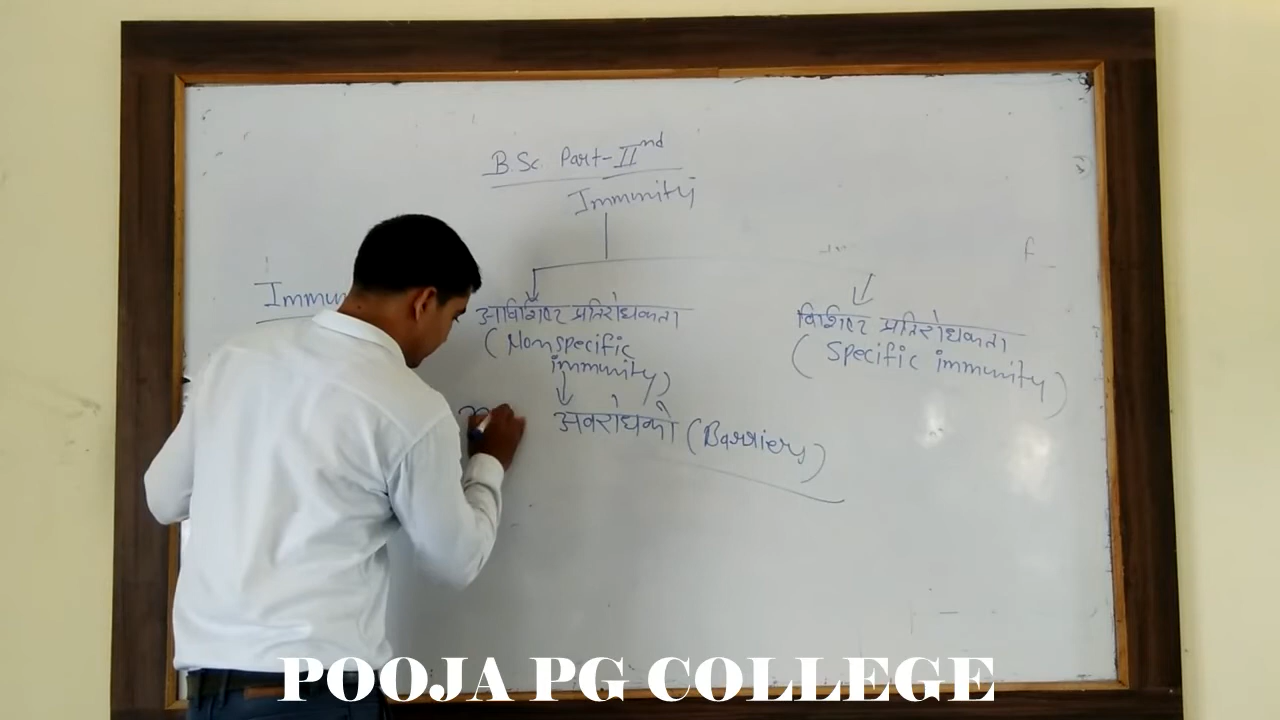 B.Sc. Part-IInd
Immunity
Immun
अविशिष्ट प्रतिरोधकता
(Nonspecific
immunity)
विशिष्ट प्रतिरोधकता
(Specific immunity)
अवरोधको (Barriers)
POOJA PG COLLEGE